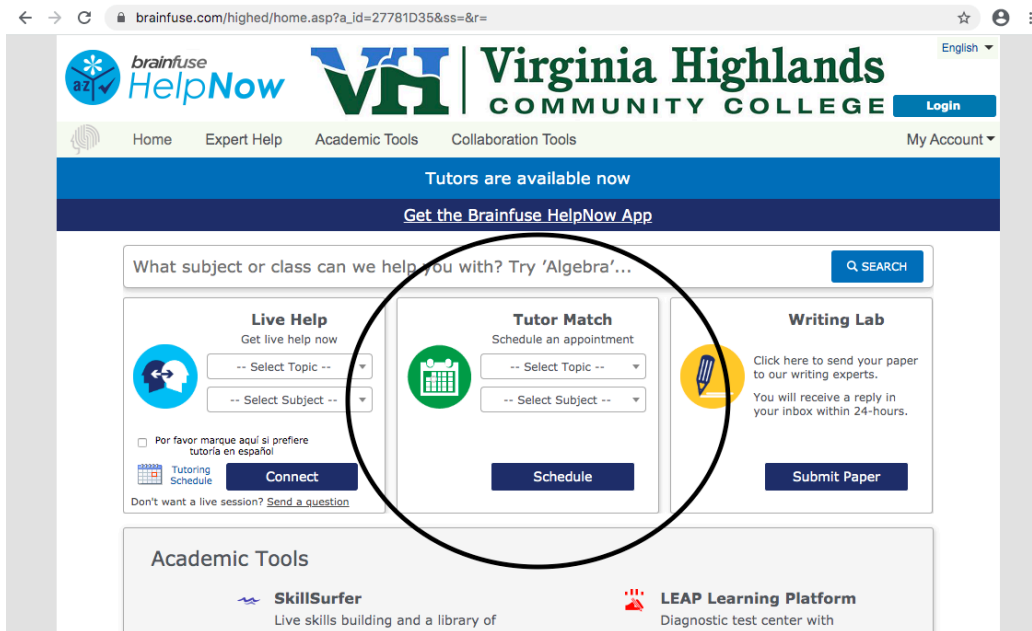 brainfuse.com/highed/home.asp?a_id=27781D35&ss=&r=
brainfuse
HelpNow
az
VH
Virginia Highlands
COMMUNITY COLLEGE
English
Login
Home Expert Help Academic Tools Collaboration Tools My Account
Tutors are available now
Get the Brainfuse HelpNow App
What subject or class can we help you with? Try 'Algebra'...
SEARCH
Live Help
Get live help now
-- Select Topic --
-- Select Subject --
Por favor marque aquí si prefiere
tutoría en español
Tutoring
Schedule
Connect
Don't want a live session? Send a question
Tutor Match
Schedule an appointment
-- Select Topic --
-- Select Subject --
Schedule
Writing Lab
Click here to send your paper
to our writing experts.
You will receive a reply in
your inbox within 24-hours.
Submit Paper
Academic Tools
SkillSurfer
Live skills building and a library of
LEAP Learning Platform
Diagnostic test center with